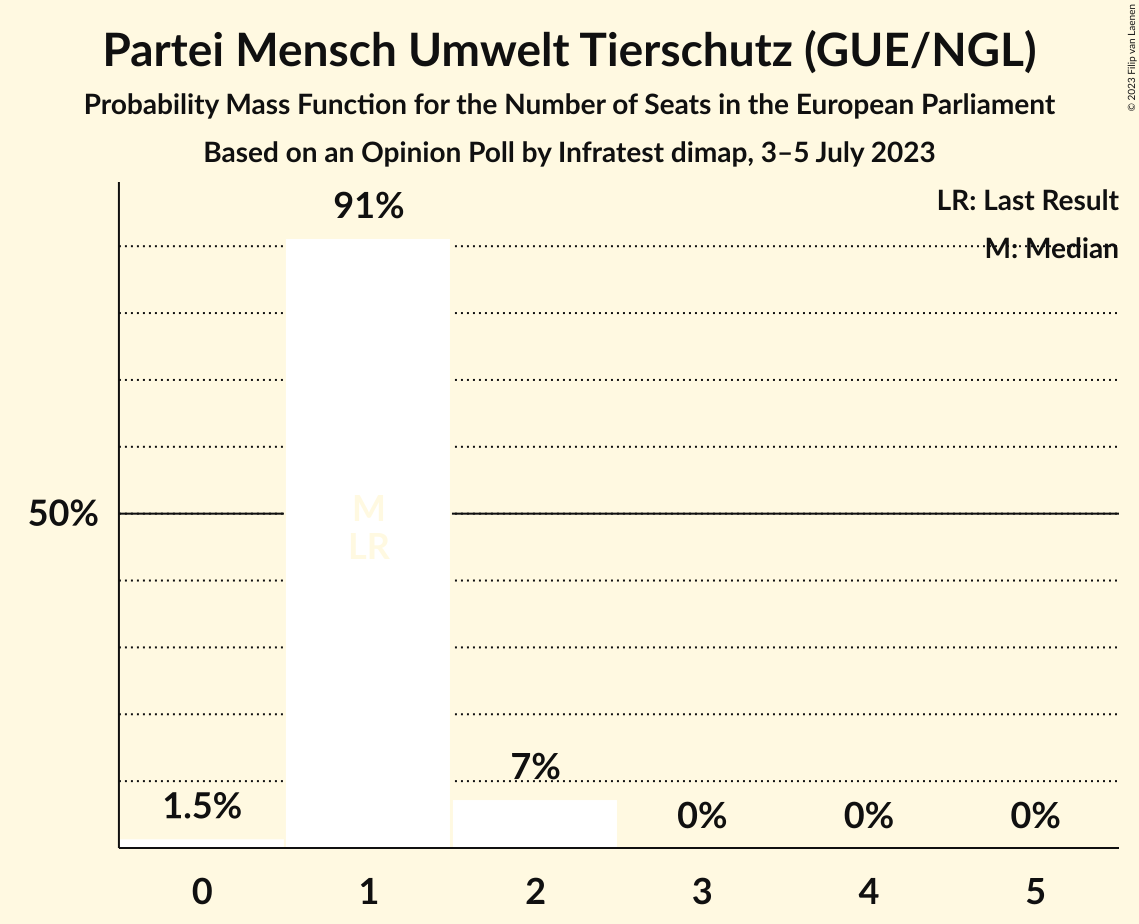 Partei Mensch Umwelt Tierschutz (GUE/NGL)
Probability Mass Function for the Number of Seats in the European Parliament
Based on an Opinion Poll by Infratest dimap, 3–5 July 2023
© 2023 Filip van Laenen
LR: Last Result
M: Median
91%
50%
M
LR
7%
1.5%
0%
0%
0%
0
1
2
3
4
5